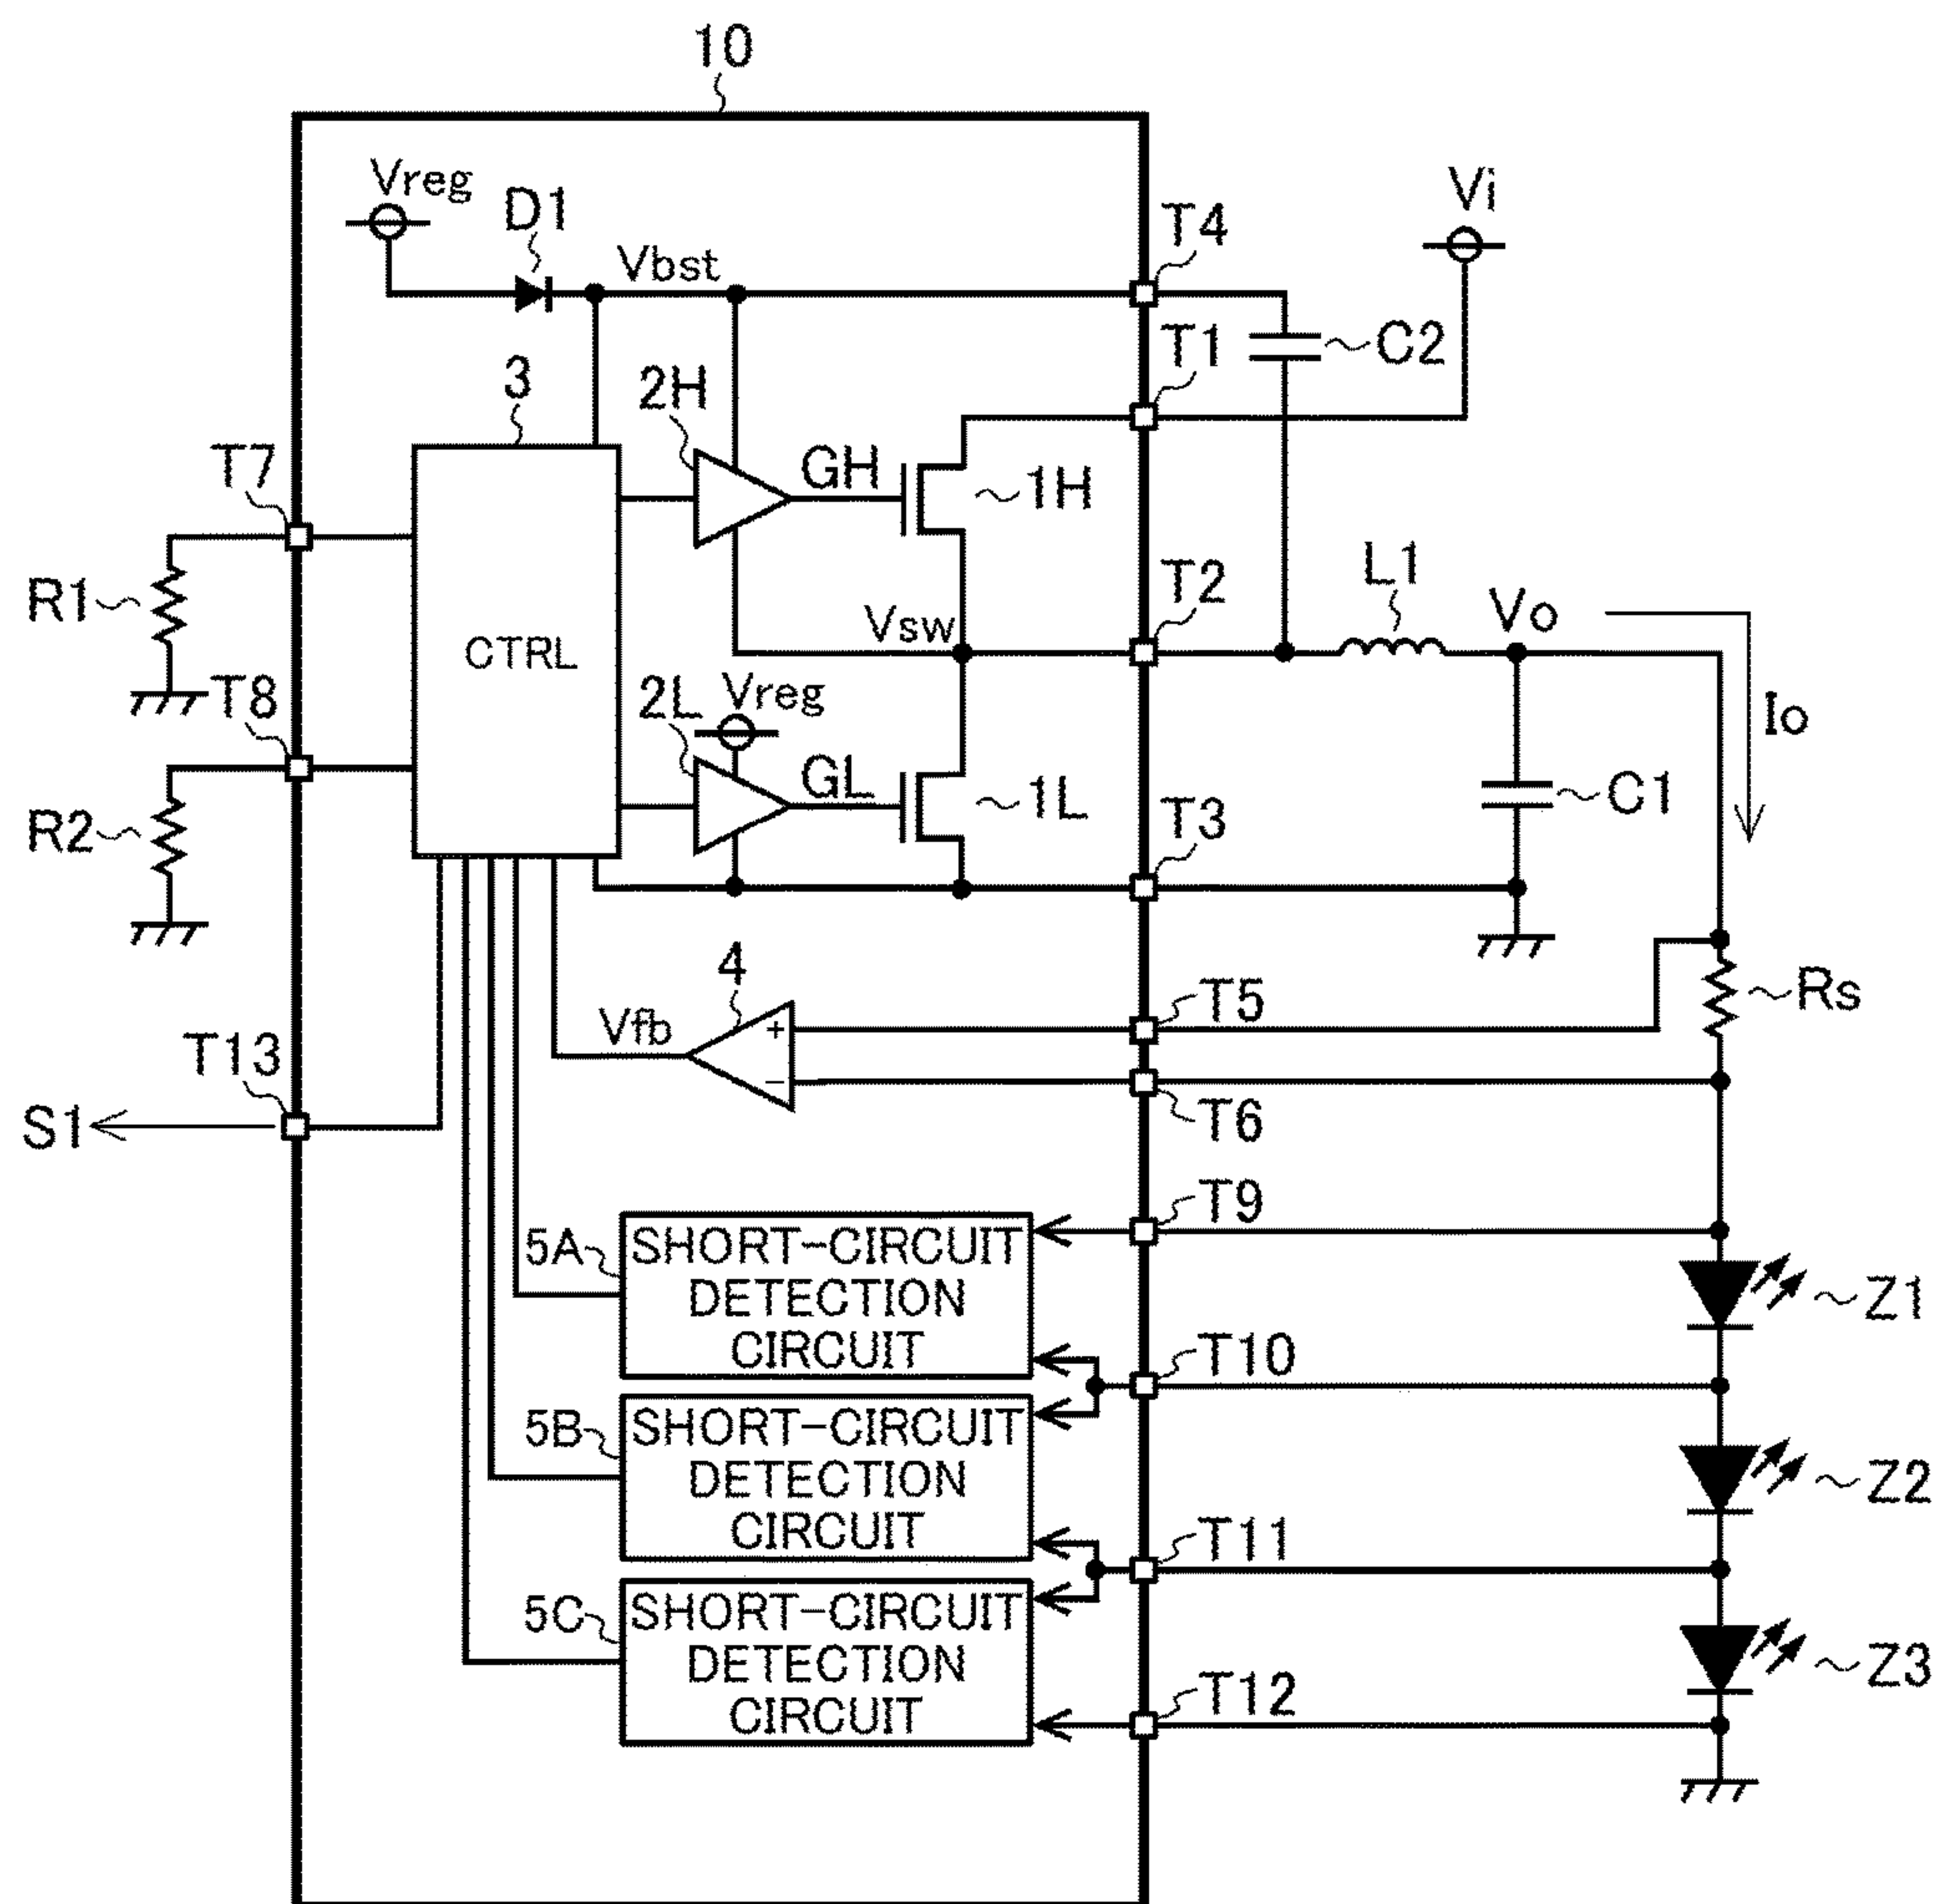 10
Vreg
D1
Vbst
T4
Vi
T1
C2
3
2H
GH
1H
T7
R1
CTRL
Vsw
T2
L1
Vo
Io
T8
2L
Vreg
GL
1L
T3
C1
R2
4
Vfb
+
−
T5
Rs
T6
T13
S1
T9
5A
SHORT-CIRCUIT
DETECTION
CIRCUIT
Z1
T10
5B
SHORT-CIRCUIT
DETECTION
CIRCUIT
Z2
T11
5C
SHORT-CIRCUIT
DETECTION
CIRCUIT
Z3
T12